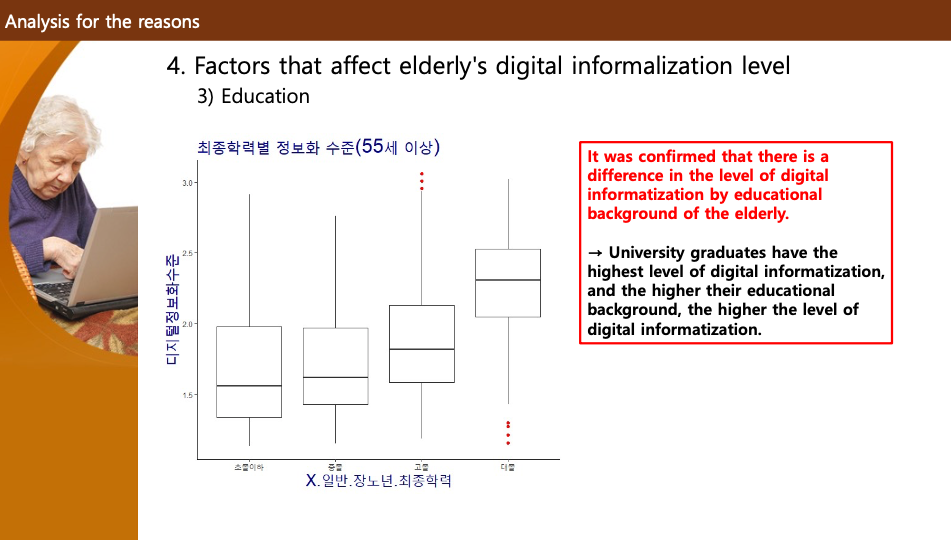 Analysis for the reasons
4. Factors that affect elderly's digital informalization level
3) Education
최종학력별 정보화 수준(55세 이상)
It was confirmed that there is a
difference in the level of digital
informatization by educational
background of the elderly.
→ University graduates have the
highest level of digital informatization,
and the higher their educational
background, the higher the level of
digital informatization.
디지털정보화수준
3.0
2.5
2.0
1.5
초졸이하
중졸
고졸
대졸
X.일반.장노년.최종학력